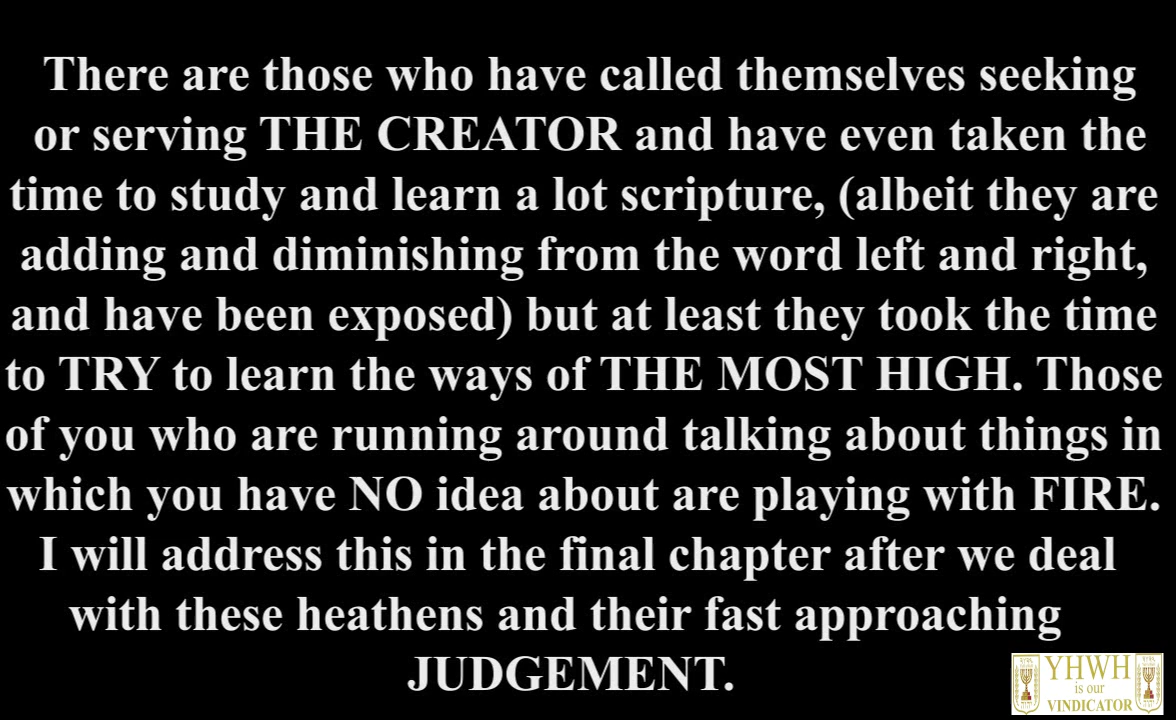 There are those who have called themselves seeking
or serving THE CREATOR and have even taken the
time to study and learn a lot scripture, (albeit they are
adding and diminishing from the word left and right,
and have been exposed) but at least they took the time
to TRY to learn the ways of THE MOST HIGH. Those
of you who are running around talking about things in
which you have NO idea about are playing with FIRE.
I will address this in the final chapter after we deal
with these heathens and their fast approaching
JUDGEMENT.
YHWH
is our
VINDICATOR